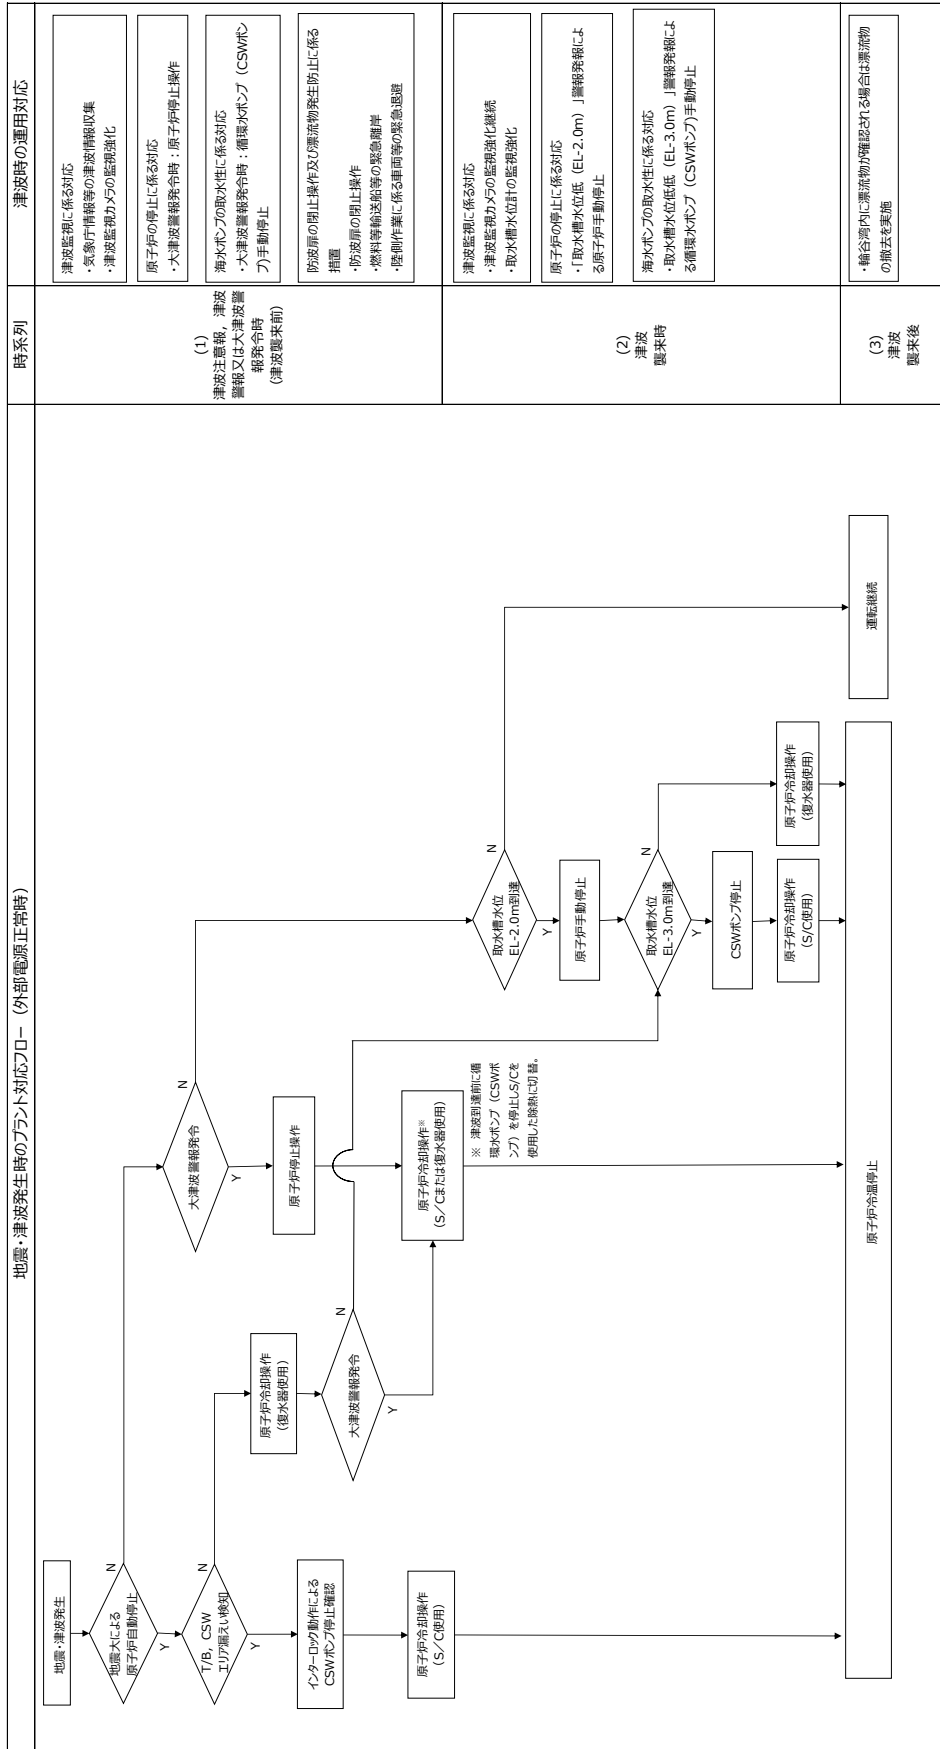 地震・津波発生時のプラント対応フロー（外部電源正常時）
時系列
津波時の運用対応
地震・津波発生
地震大による
原子炉自動停止
N
Y
T/B, CSW
エリア漏えい検知
N
Y
インターロック動作による
CSWポンプ停止確認
原子炉冷却操作
（S／C使用）
原子炉冷却操作
（復水器使用）
大津波警報発令
N
Y
大津波警報発令
N
Y
原子炉停止操作
原子炉冷却操作※
（S／Cまたは復水器使用）
※ 津波到達前に循
環水ポンプ（CSWポ
ンプ）を停止しS/Cを
使用した除熱に切替。
取水槽水位
EL-2.0m到達
N
Y
原子炉手動停止
取水槽水位
EL-3.0m到達
N
Y
CSWポンプ停止
原子炉冷却操作
（S/C使用）
原子炉冷却操作
（復水器使用）
原子炉冷温停止
運転継続
(1)
津波注意報，津波
警報又は大津波警
報発令時
（津波襲来前）
津波監視に係る対応
・気象庁情報等の津波情報収集
・津波監視カメラの監視強化
原子炉の停止に係る対応
・大津波警報発令時：原子炉停止操作
海水ポンプの取水性に係る対応
・大津波警報発令時：循環水ポンプ（CSWポン
プ)手動停止
防波扉の閉止操作及び漂流物発生防止に係る
措置
・防波扉の閉止操作
・燃料等輸送船等の緊急離岸
・陸側作業に係る車両等の緊急退避
(2)
津波
襲来時
津波監視に係る対応
・津波監視カメラの監視強化継続
・取水槽水位計の監視強化
原子炉の停止に係る対応
・「取水槽水位低（EL-2.0m）」警報発報によ
る原子炉手動停止
海水ポンプの取水性に係る対応
・取水槽水位低低（EL-3.0m）」警報発報によ
る循環水ポンプ（CSWポンプ)手動停止
(3)
津波
襲来後
・輪谷湾内に漂流物が確認される場合は漂流物
の撤去を実施